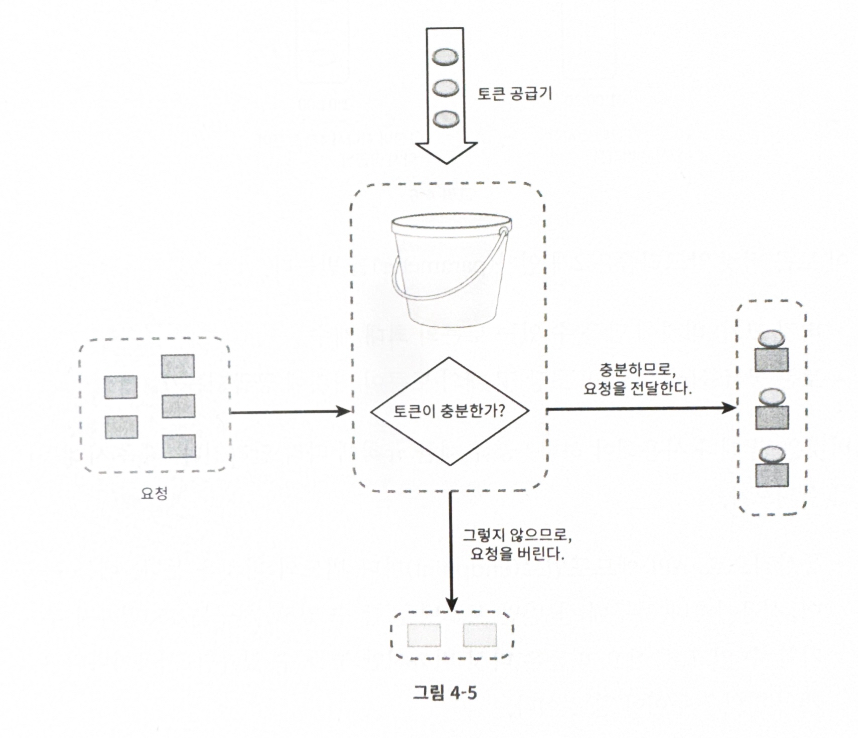 토큰 공급기
토큰이 충분한가?
충분하므로,
요청을 전달한다.
요청
그렇지 않으므로,
요청을 버린다.
그림 4-5